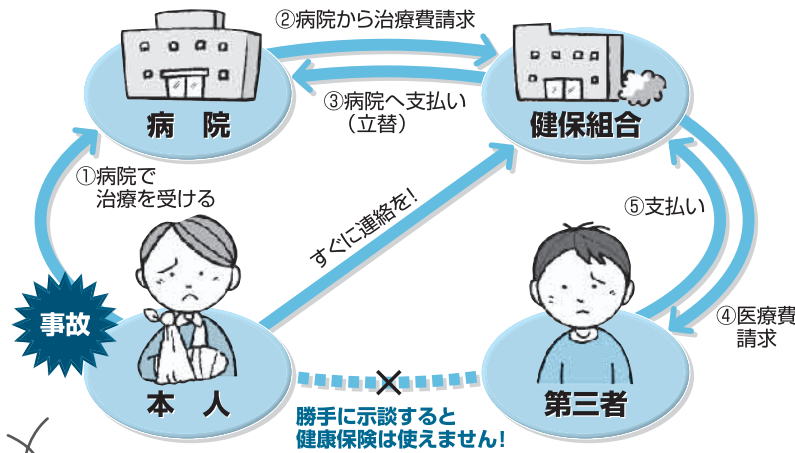 ②病院から治療費請求
病　院
③病院へ支払い
（立替）
健保組合
①病院で
治療を受ける
すぐに連絡を！
⑤支払い
事故
④医療費
請求
本　人
第三者
勝手に示談すると
健康保険は使えません！